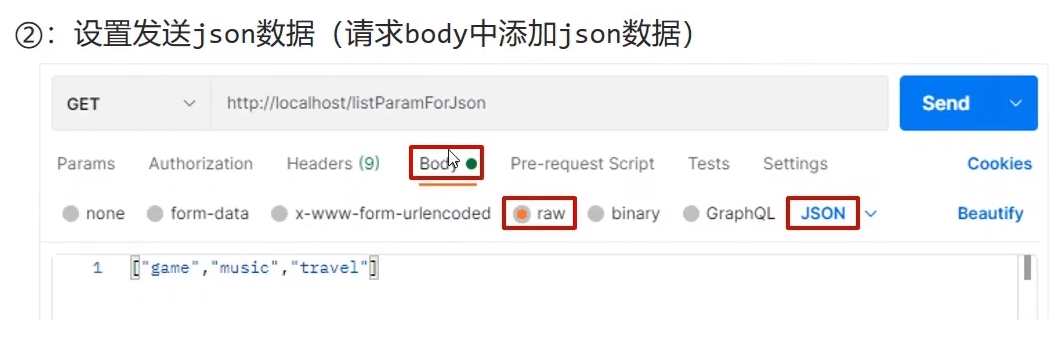 ②：设置发送json数据（请求body中添加json数据）
GET http://localhost/listParamForJson Send
Params Authorization Headers (9) Body Pre-request Script Tests Settings Cookies
none form-data x-www-form-urlencoded raw binary GraphQL JSON Beautify
1 ["game","music","travel"]